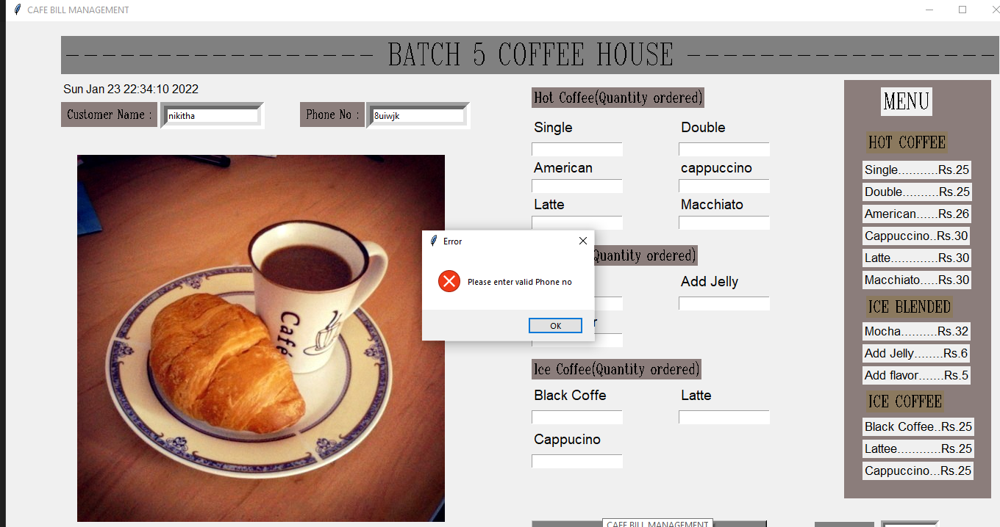 CAFE BILL MANAGEMENT
BATCH 5 COFFEE HOUSE
Sun Jan 23 22:34:10 2022
Customer Name :
nikitha
Phone No :
8uiwjk
Café
Hot Coffee(Quantity ordered)
Single
Double
American
cappuccino
Latte
Macchiato
Error
Please enter valid Phone no
OK
Quantity ordered)
Add Jelly
r
Ice Coffee(Quantity ordered)
Black Coffe
Latte
Cappucino
MENU
HOT COFFEE
Single...........Rs.25
Double..........Rs.25
American......Rs.26
Cappuccino..Rs.30
Latte............Rs.30
Macchiato.....Rs.30
ICE BLENDED
Mocha..........Rs.32
Add Jelly........Rs.6
Add flavor.......Rs.5
ICE COFFEE
Black Coffee..Rs.25
Lattee............Rs.25
Cappuccino...Rs.25
CAFE BILL MANAGEMENT